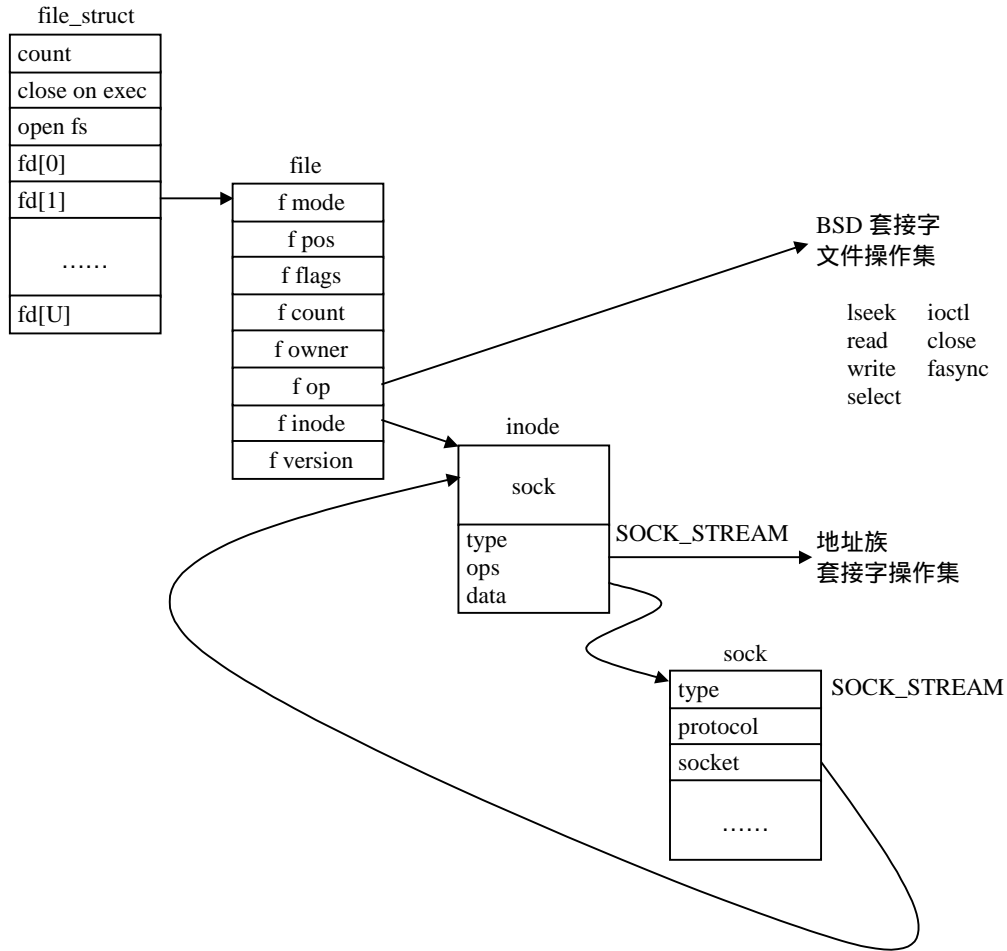 file_struct
count
close on exec
open fs
fd[0]
fd[1]
……
fd[U]
file
f mode
f pos
f flags
f count
f owner
f op
f inode
f version
BSD 套接字
文件操作集
lseek ioctl
read close
write fasync
select
inode
sock
type
ops
data
SOCK_STREAM
地址族
套接字操作集
sock
type
protocol
socket
……
SOCK_STREAM